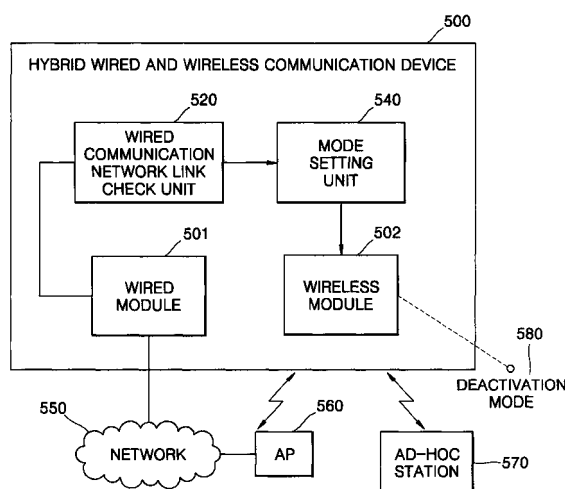 500
HYBRID WIRED AND WIRELESS COMMUNICATION DEVICE
520
540
WIRED
COMMUNICATION
NETWORK LINK
CHECK UNIT
MODE
SETTING
UNIT
501
502
WIRED
MODULE
WIRELESS
MODULE
580
DEACTIVATION
MODE
550
560
NETWORK
AP
AD-HOC
STATION
570